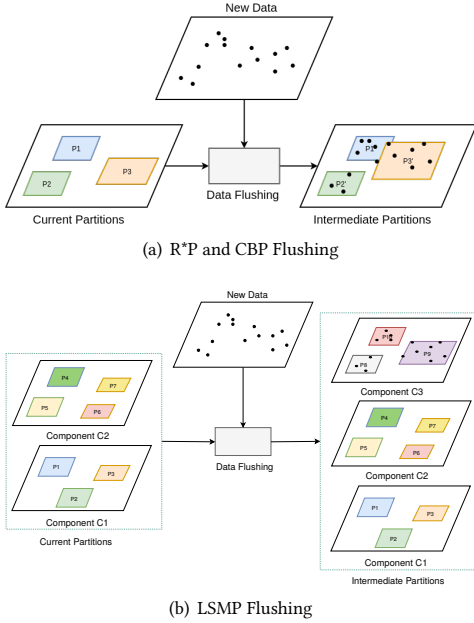 New Data
P1
P2
P3
Current Partitions
Data Flushing
P3'
P2'
Intermediate Partitions
(a) R*P and CBP Flushing
New Data
P4
P7
P5
P6
Component C2
P1
P3
P2
Component C1
Current Partitions
Data Flushing
P8
P9
Component C3
P4
P7
P5
P6
Component C2
P1
P3
P2
Component C1
Intermediate Partitions
(b) LSMP Flushing